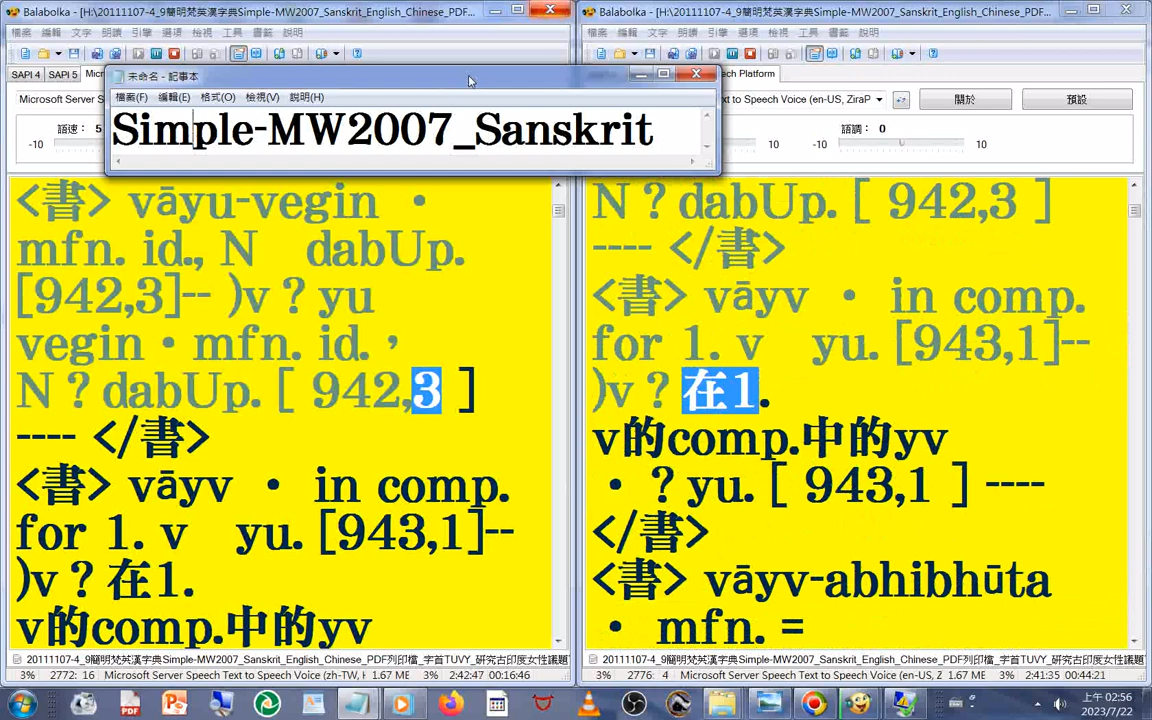 Balabolka - [H:\20111107-4_9簡明梵英漢字典Simple-MW2007_Sanskrit_English_Chinese_PDF...
檔案 編輯 文字 朗讀 引擎 選項 檢視 工具 書籤 說明
SAPI 4 SAPI 5
Microsoft Server S
語速： 5
-10
Balabolka - [H:\20111107-4_9簡明梵英漢字典Simple-MW2007_Sanskrit_English_Chinese_PDF...
檔案 編輯 文字 朗讀 引擎 選項 檢視 工具 書籤 說明
ech Platform
xt to Speech Voice (en-US, ZiraP
關於 預設
語調： 0
10 -10 10
未命名 - 記事本
檔案(F) 編輯(E) 格式(O) 檢視(V) 說明(H)
Simple-MW2007_Sanskrit
<書> vāyu-vegin •
mfn. id., N dabUp.
[942,3]-- )v？yu
vegin • mfn. id.，
N？dabUp. [ 942,3 ]
---- </書>
<書> vāyv • in comp.
for 1. v yu. [943,1]--
)v？在1.
v的comp.中的yv
N？dabUp. [ 942,3 ]
---- </書>
<書> vāyv • in comp.
for 1. v yu. [943,1]--
)v？在1.
v的comp.中的yv
•？yu. [ 943,1 ] ----
</書>
<書> vāyv-abhibhūta
• mfn. =
20111107-4_9簡明梵英漢字典Simple-MW2007_Sanskrit_English_Chinese_PDF列印檔_字首TUVY_研究古印度女性議題
3% 2772: 16 Microsoft Server Speech Text to Speech Voice (zh-TW, H 1.67 MB 3% 2:42:47 00:16:46
20111107-4_9簡明梵英漢字典Simple-MW2007_Sanskrit_English_Chinese_PDF列印檔_字首TUVY_研究古印度女性議題
3% 2776: 4 Microsoft Server Speech Text to Speech Voice (en-US, Z 1.67 MB 3% 2:41:35 00:44:21
上午 02:56
2023/7/22